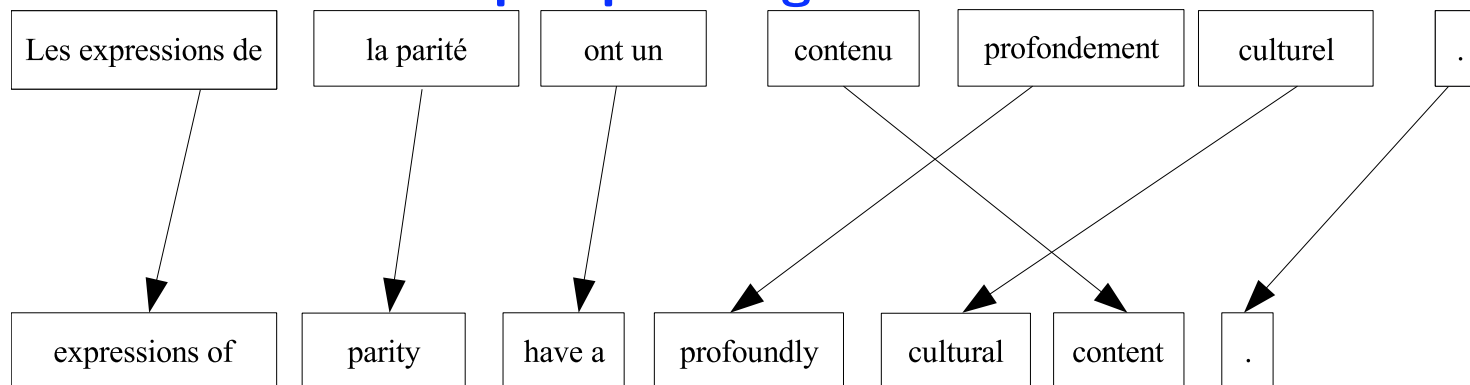 Les expressions de la parité ont un contenu profondement culturel .
expressions of parity have a profoundly cultural content .